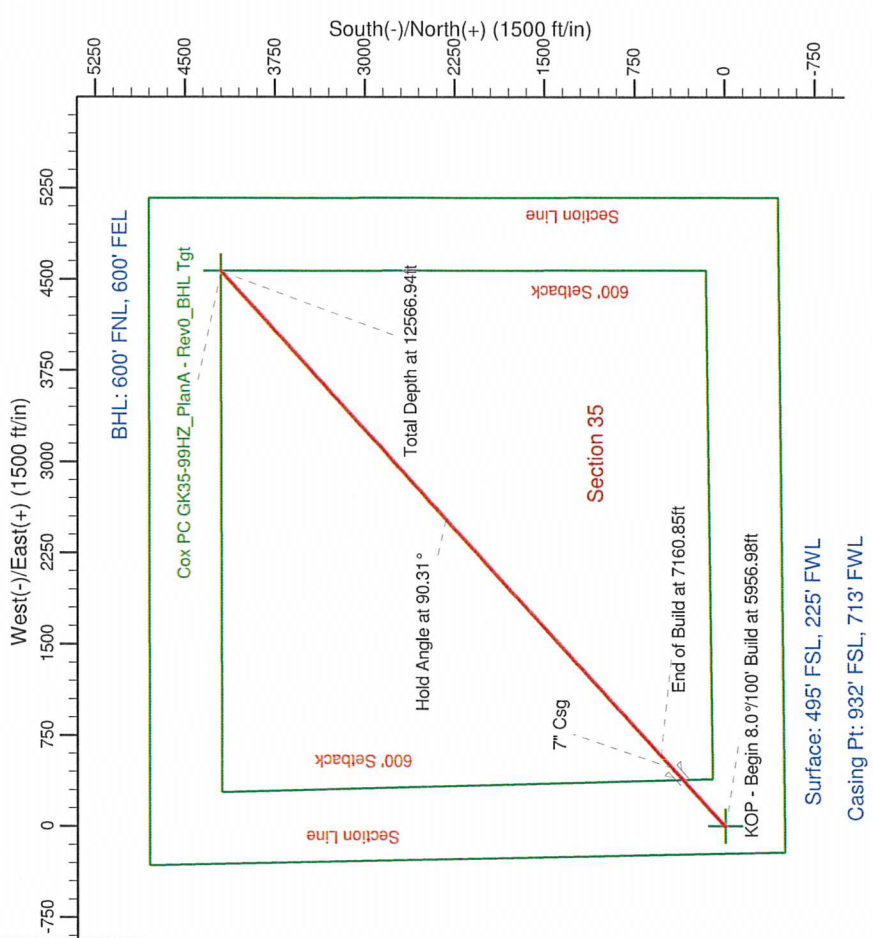 South(-)/North(+) (1500 ft/in)
5250
4500
3750
3000
2250
1500
750
0
-750
West(-)/East(+) (1500 ft/in)
5250
4500
3750
3000
2250
1500
750
0
-750
BHL: 600' FNL, 600' FEL
Cox PC GK35-99HZ_PlanA - Rev0_BHL Tgt
Section Line
600' Setback
Total Depth at 12566.94ft
Section 35
Hold Angle at 90.31°
End of Build at 7160.85ft
7" Csg
600' Setback
Section Line
KOP - Begin 8.0°/100' Build at 5956.98ft
Surface: 495' FSL, 225' FWL
Casing Pt: 932' FSL, 713' FWL